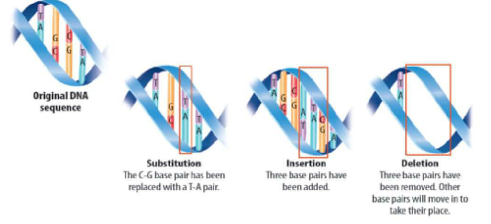 Original DNA
sequence
Substitution
The C-G base pair has been
replaced with a T-A pair.
Insertion
Three base pairs have
been added.
Deletion
Three base pairs have
been removed. Other
base pairs will move in to
take their place.